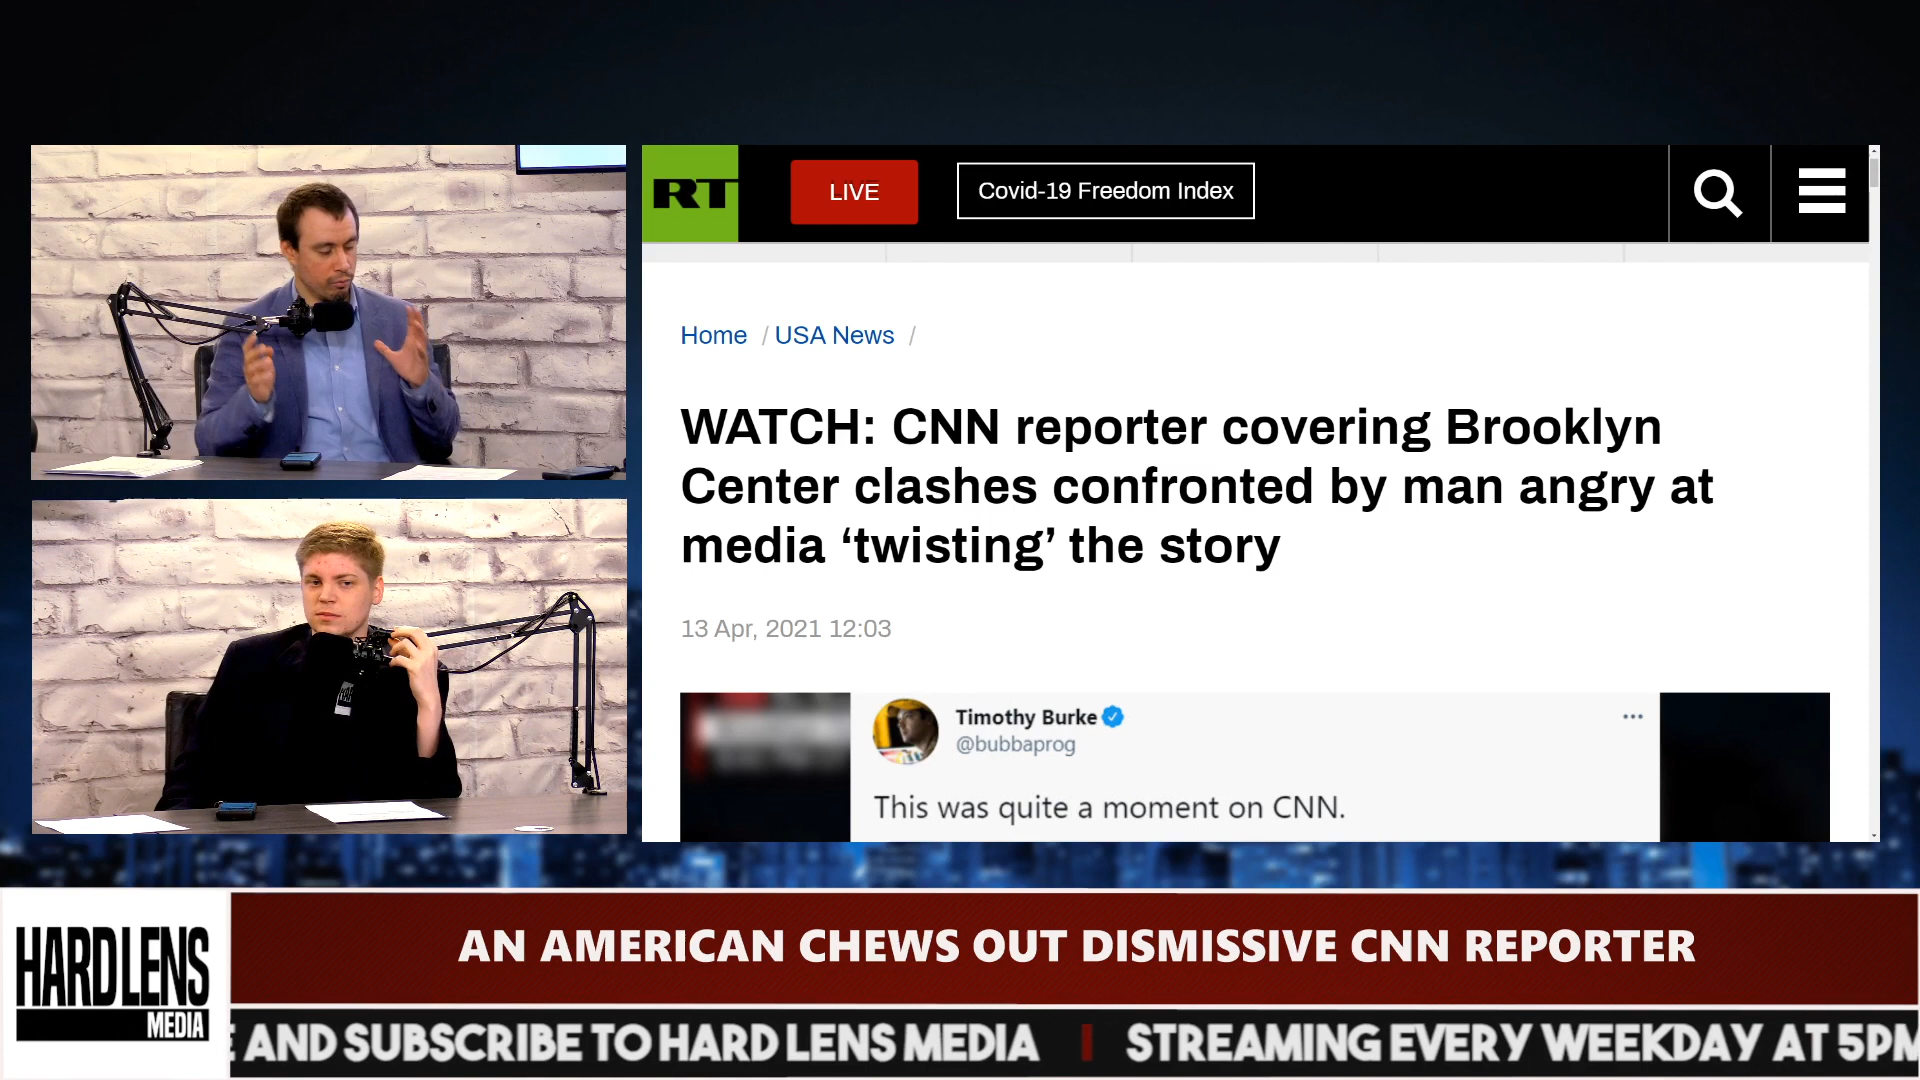 RT
LIVE
Covid-19 Freedom Index
Home / USA News /
WATCH: CNN reporter covering Brooklyn
Center clashes confronted by man angry at
media ‘twisting’ the story
13 Apr, 2021 12:03
Timothy Burke
@bubbaprog
This was quite a moment on CNN.
HARD LENS
MEDIA
AN AMERICAN CHEWS OUT DISMISSIVE CNN REPORTER
AND SUBSCRIBE TO HARD LENS MEDIA STREAMING EVERY WEEKDAY AT 5PM